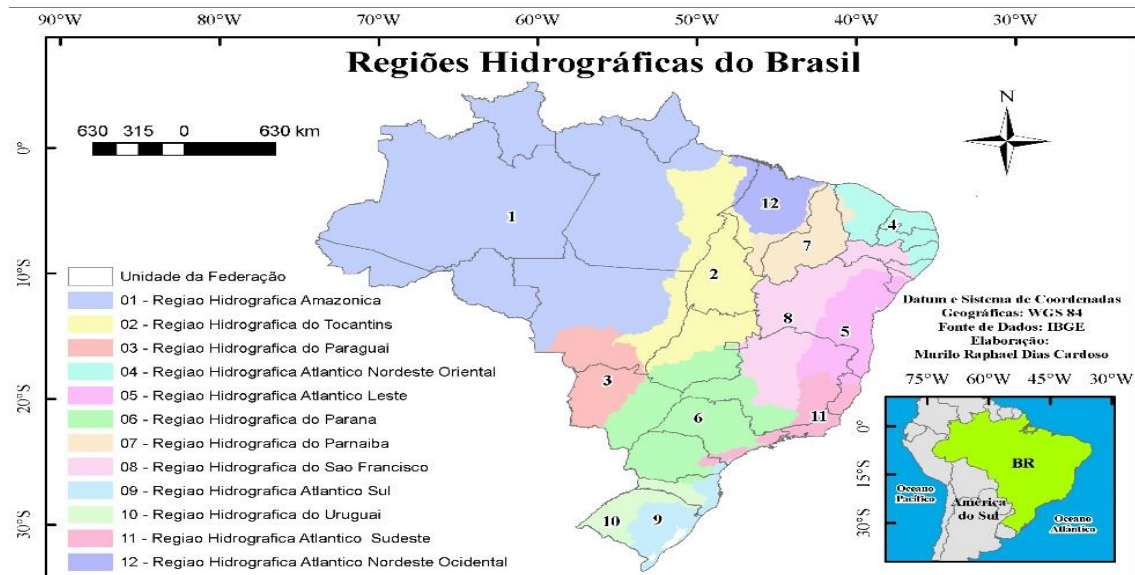 90°W 80°W 70°W 60°W 50°W 40°W 30°W
Regiões Hidrográficas do Brasil
630 315 0 630 km
N
0°
10°S
20°S
30°S
1
2
3
4
5
6
7
8
9
10
11
12
Unidade da Federação
01 - Regiao Hidrografica Amazonica
02 - Regiao Hidrografica do Tocantins
03 - Regiao Hidrografica do Paraguai
04 - Regiao Hidrografica Atlantico Nordeste Oriental
05 - Regiao Hidrografica Atlantico Leste
06 - Regiao Hidrografica do Parana
07 - Regiao Hidrografica do Parnaiba
08 - Regiao Hidrografica do Sao Francisco
09 - Regiao Hidrografica Atlantico Sul
10 - Regiao Hidrografica do Uruguai
11 - Regiao Hidrografica Atlantico Sudeste
12 - Regiao Hidrografica Atlantico Nordeste Ocidental
Datum e Sistema de Coordenadas
Geográficas: WGS 84
Fonte de Dados: IBGE
Elaboração:
Murilo Raphael Dias Cardoso
75°W 60°W 45°W 30°W
0°
15°S
30°S
BR
Oceano
Pacífico
América
do Sul
Oceano
Atlântico